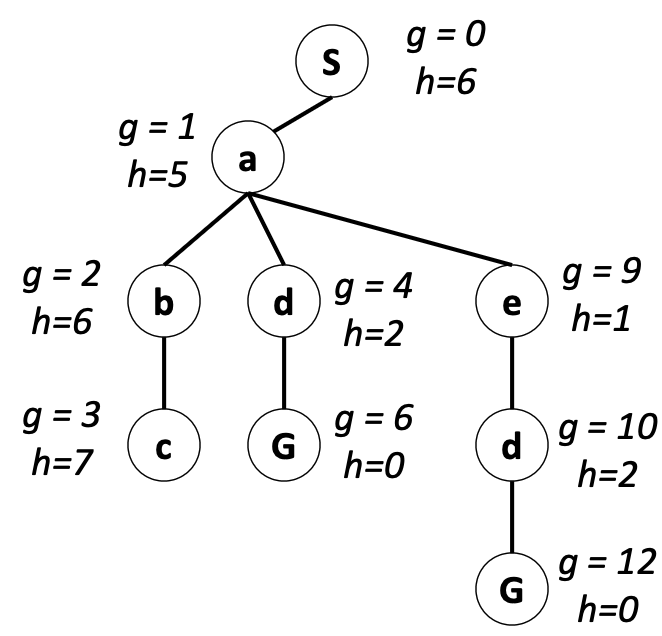 S
g = 0
h=6
g = 1
h=5
a
g = 2
h=6
b
d
g = 4
h=2
e
g = 9
h=1
g = 3
h=7
c
G
g = 6
h=0
d
g = 10
h=2
G
g = 12
h=0